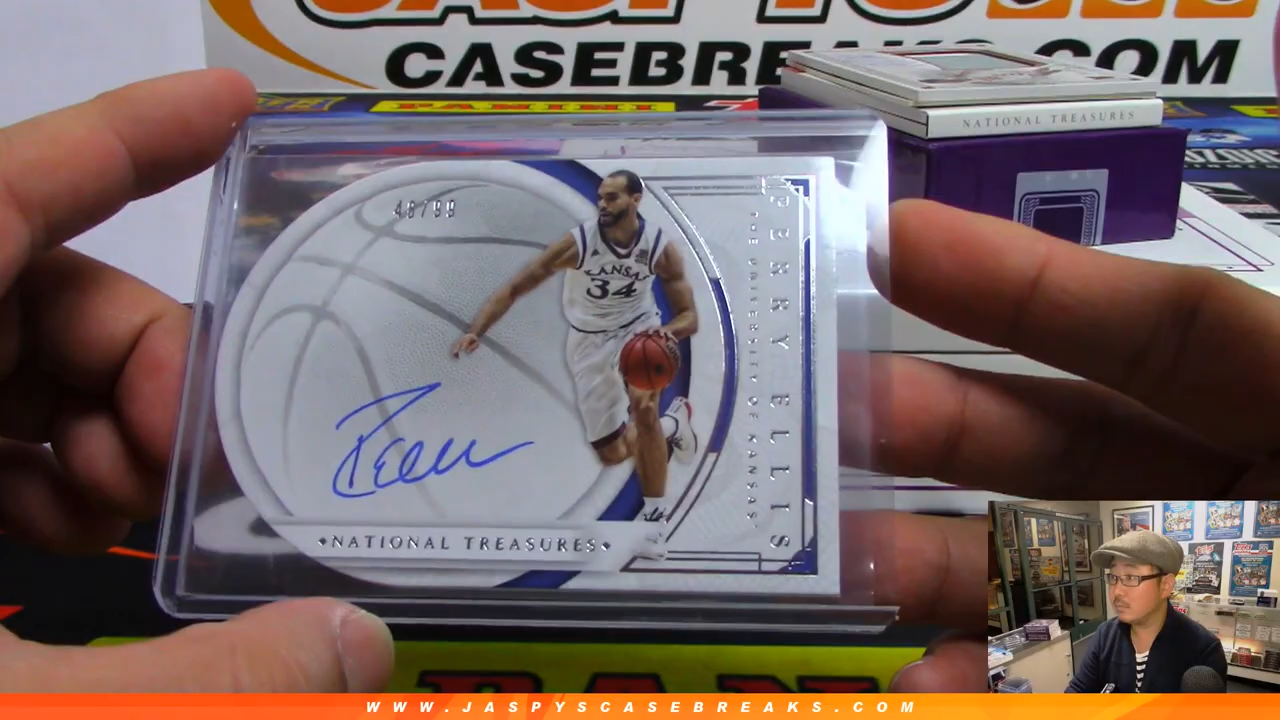 CASEBREAKS.COM
PANINI
NATIONAL TREASURES
48/99
KANSAS
34
PERRY ELLIS
THE UNIVERSITY OF KANSAS
NATIONAL TREASURES
WWW.JASPYSCASEBREAKS.COM